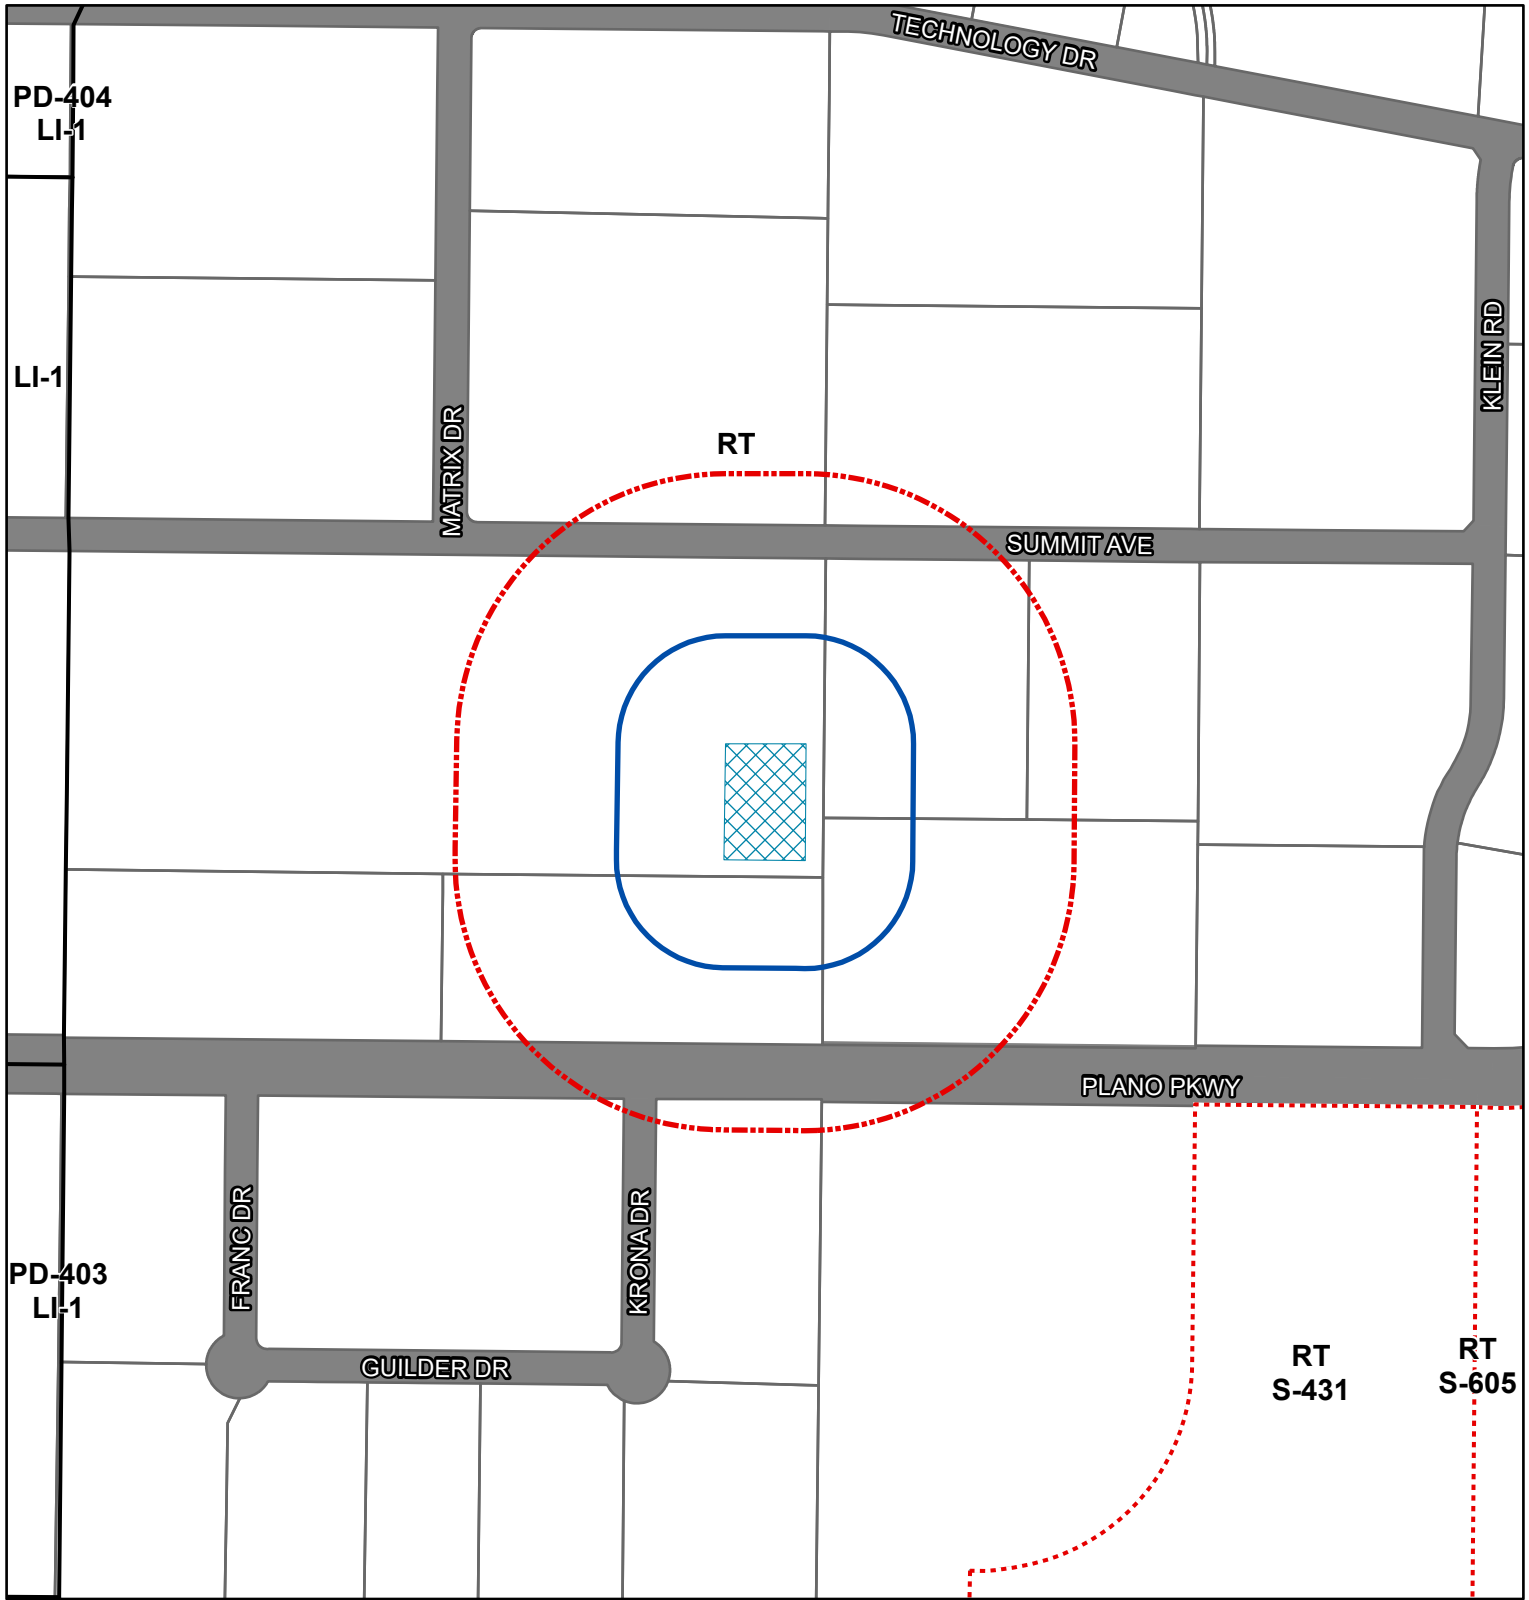 TECHNOLOGY DR
PD-404
LI-1
KLEIN RD
LI-1
MATRIX DR
RT
SUMMIT AVE
PLANO PKWY
FRANC DR
KRONA DR
PD-403
LI-1
GUILDER DR
RT
S-431
RT
S-605